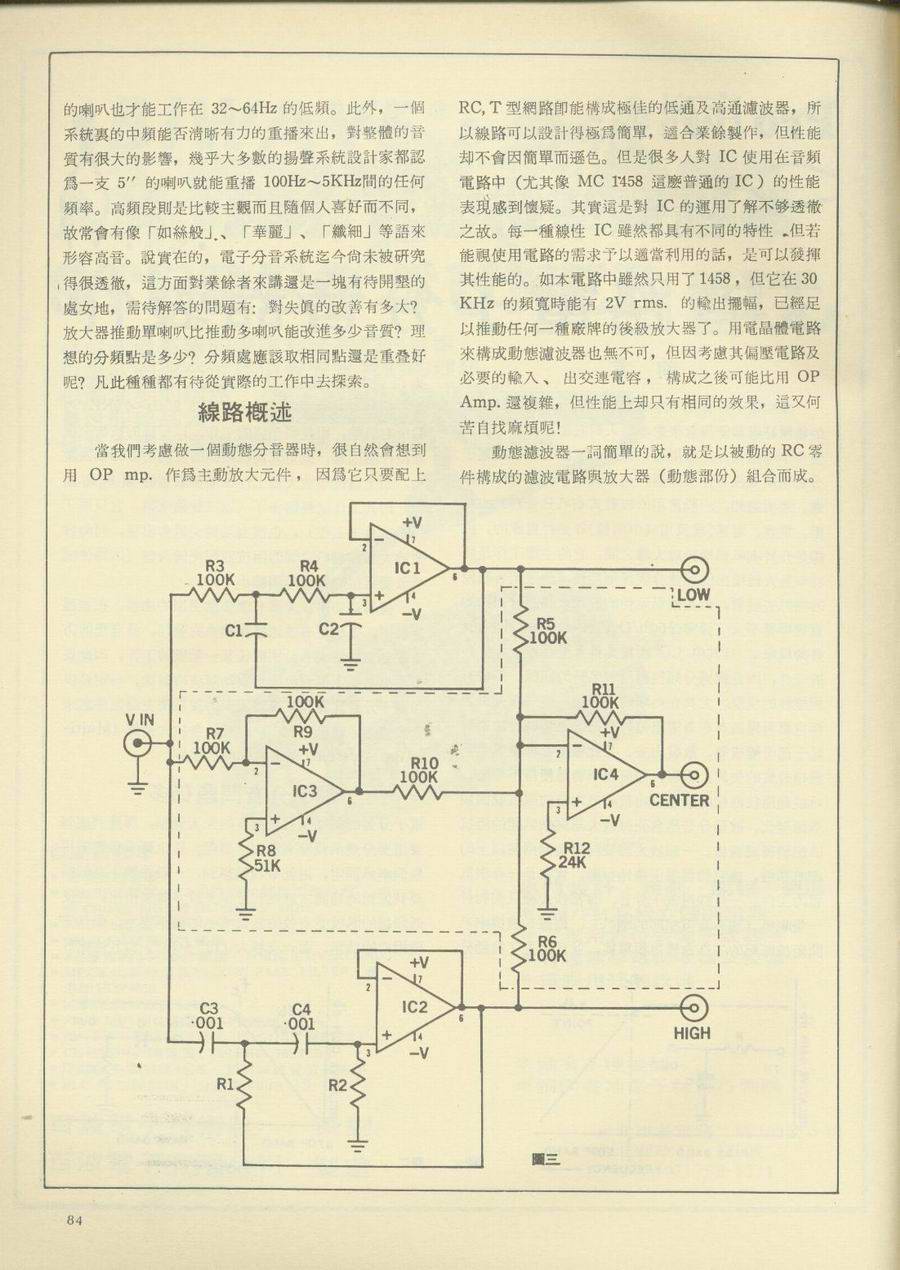 的喇叭也才能工作在 32～64Hz 的低頻。此外，一個
系統裏的中頻能否清晰有力的重播來出，對整體的音
質有很大的影響，幾乎大多數的揚聲系統設計家都認
爲一支 5″ 的喇叭就能重播 100Hz～5KHz間的任何
頻率。高頻段則是比較主觀而且隨個人喜好而不同，
故常會有像「如絲般」、「華麗」、「纖細」等語來
形容高音。說實在的，電子分音系統迄今尙未被硏究
得很透徹，這方面對業餘者來講還是一塊有待開墾的
處女地，需待解答的問題有：對失眞的改善有多大？
放大器推動單喇叭比推動多喇叭能改進多少音質？理
想的分頻點是多少？分頻處應該取相同點還是重叠好
呢？凡此種種都有待從實際的工作中去探索。
線路槪述
當我們考慮做一個動態分音器時，很自然會想到
用 OP mp. 作爲主動放大元件，因爲它只要配上
RC, T 型網路卽能構成極佳的低通及高通濾波器，所
以線路可以設計得極爲簡單，適合業餘製作，但性能
却不會因簡單而遜色。但是很多人對 IC 使用在音頻
電路中（尤其像 MC 1458 這麽普通的 IC）的性能
表現感到懷疑。其實這是對 IC 的運用了解不够透徹
之故。每一種線性 IC 雖然都具有不同的特性，但若
能視使用電路的需求予以適當利用的話，是可以發揮
其性能的。如本電路中雖然只用了1458，但它在 30
KHz 的頻寬時能有 2V rms. 的輸出擺幅，已經足
以推動任何一種廠牌的後級放大器了。用電晶體電路
來構成動態濾波器也無不可，但因考慮其偏壓電路及
必要的輸入、出交連電容，構成之後可能比用 OP
Amp. 還複雜，但性能上却只有相同的效果，這又何
苦自找麻煩呢！
動態濾波器一詞簡單的說，就是以被動的 RC 零
件構成的濾波電路與放大器（動態部份）組合而成。
R3
100K
R4
100K
C1
C2
2
3
+V
7
IC1
6
4
-V
LOW
R5
100K
V IN
R7
100K
100K
R9
+V
7
2
IC3
3
6
4
-V
R8
51K
R10
100K
R11
100K
+V
7
2
IC4
3
6
4
-V
CENTER
R12
24K
R6
100K
C3
.001
C4
.001
R1
R2
+V
7
2
IC2
3
6
4
-V
HIGH
圖三
84